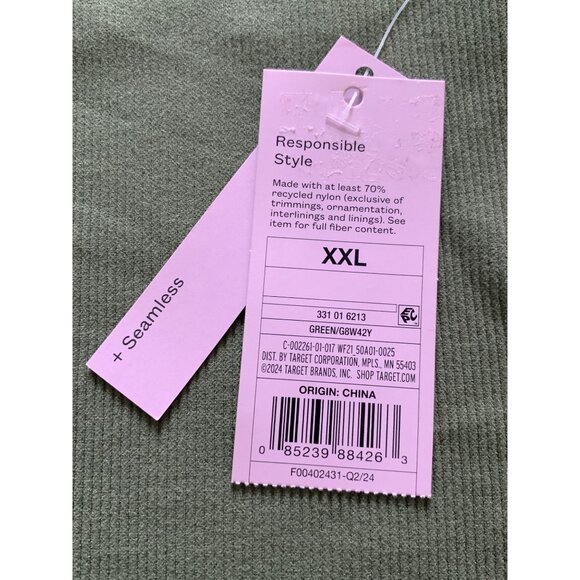 Responsible
Style
Made with at least 70%
recycled nylon (exclusive of
trimmings, ornamentation,
interlinings and linings). See
item for full fiber content.
XXL
331 01 6213
GREEN/G8W42Y
C-002261-01-017 WF21_50A01-0025
DIST. BY TARGET CORPORATION, MPLS., MN 55403
©2024 TARGET BRANDS, INC. SHOP TARGET.COM
ORIGIN: CHINA
0 85239 88426 3
F00402431-Q2/24
+ Seamless